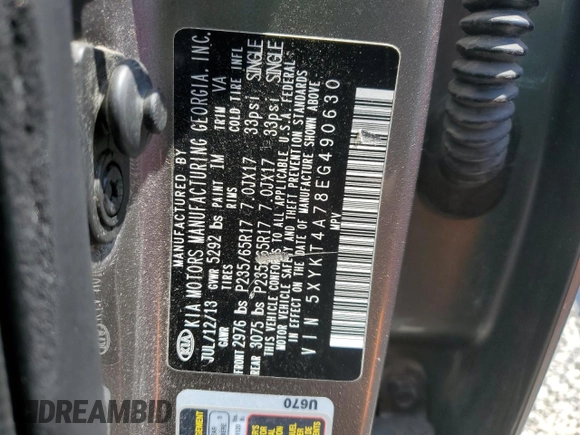 MANUFACTURED BY
KIA MOTORS MANUFACTURING GEORGIA. INC.
JUL/12/13 GVWR 5292 lbs PAINT 1M TRIM VA
GAWR TIRES RIMS COLD TIRE INFL
FRONT 2976 lbs P235/65R17 7.0JX17 33psi SINGLE
REAR 3075 lbs P235/65R17 7.0JX17 33psi SINGLE
THIS VEHICLE CONFORMS TO ALL APPLICABLE U.S.A. FEDERAL
MOTOR VEHICLE SAFETY AND BUMPER STANDARDS
IN EFFECT ON THE DATE OF MANUFACTURE SHOWN ABOVE
VIN 5XYKT4A78EG490630
MPV
KIA
U670
DREAMBID